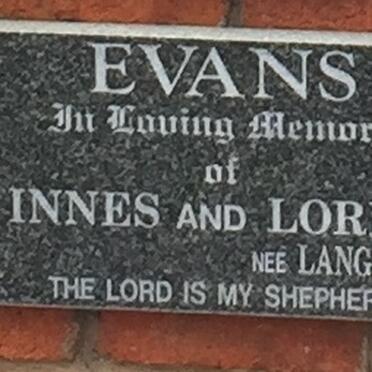 EVANS
In Loving Memor
of
INNES AND LOR
NEE LANG
THE LORD IS MY SHEPHER